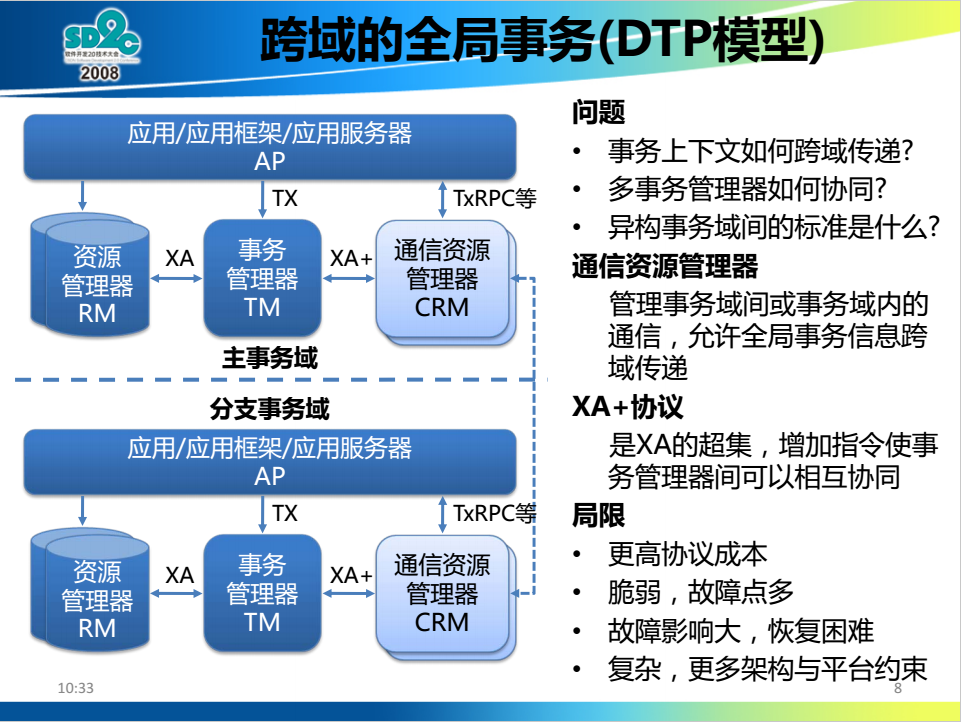 SD2C
软件开发2.0技术大会
2008
跨域的全局事务(DTP模型)
应用/应用框架/应用服务器
AP
TX
TxRPC等
资源
管理器
RM
XA
事务
管理器
TM
XA+
通信资源
管理器
CRM
主事务域
分支事务域
应用/应用框架/应用服务器
AP
TX
TxRPC等
资源
管理器
RM
XA
事务
管理器
TM
XA+
通信资源
管理器
CRM
问题
• 事务上下文如何跨域传递?
• 多事务管理器如何协同?
• 异构事务域间的标准是什么?
通信资源管理器
管理事务域间或事务域内的
通信，允许全局事务信息跨
域传递
XA+协议
是XA的超集，增加指令使事
务管理器间可以相互协同
局限
• 更高协议成本
• 脆弱，故障点多
• 故障影响大，恢复困难
• 复杂，更多架构与平台约束
10:33
8